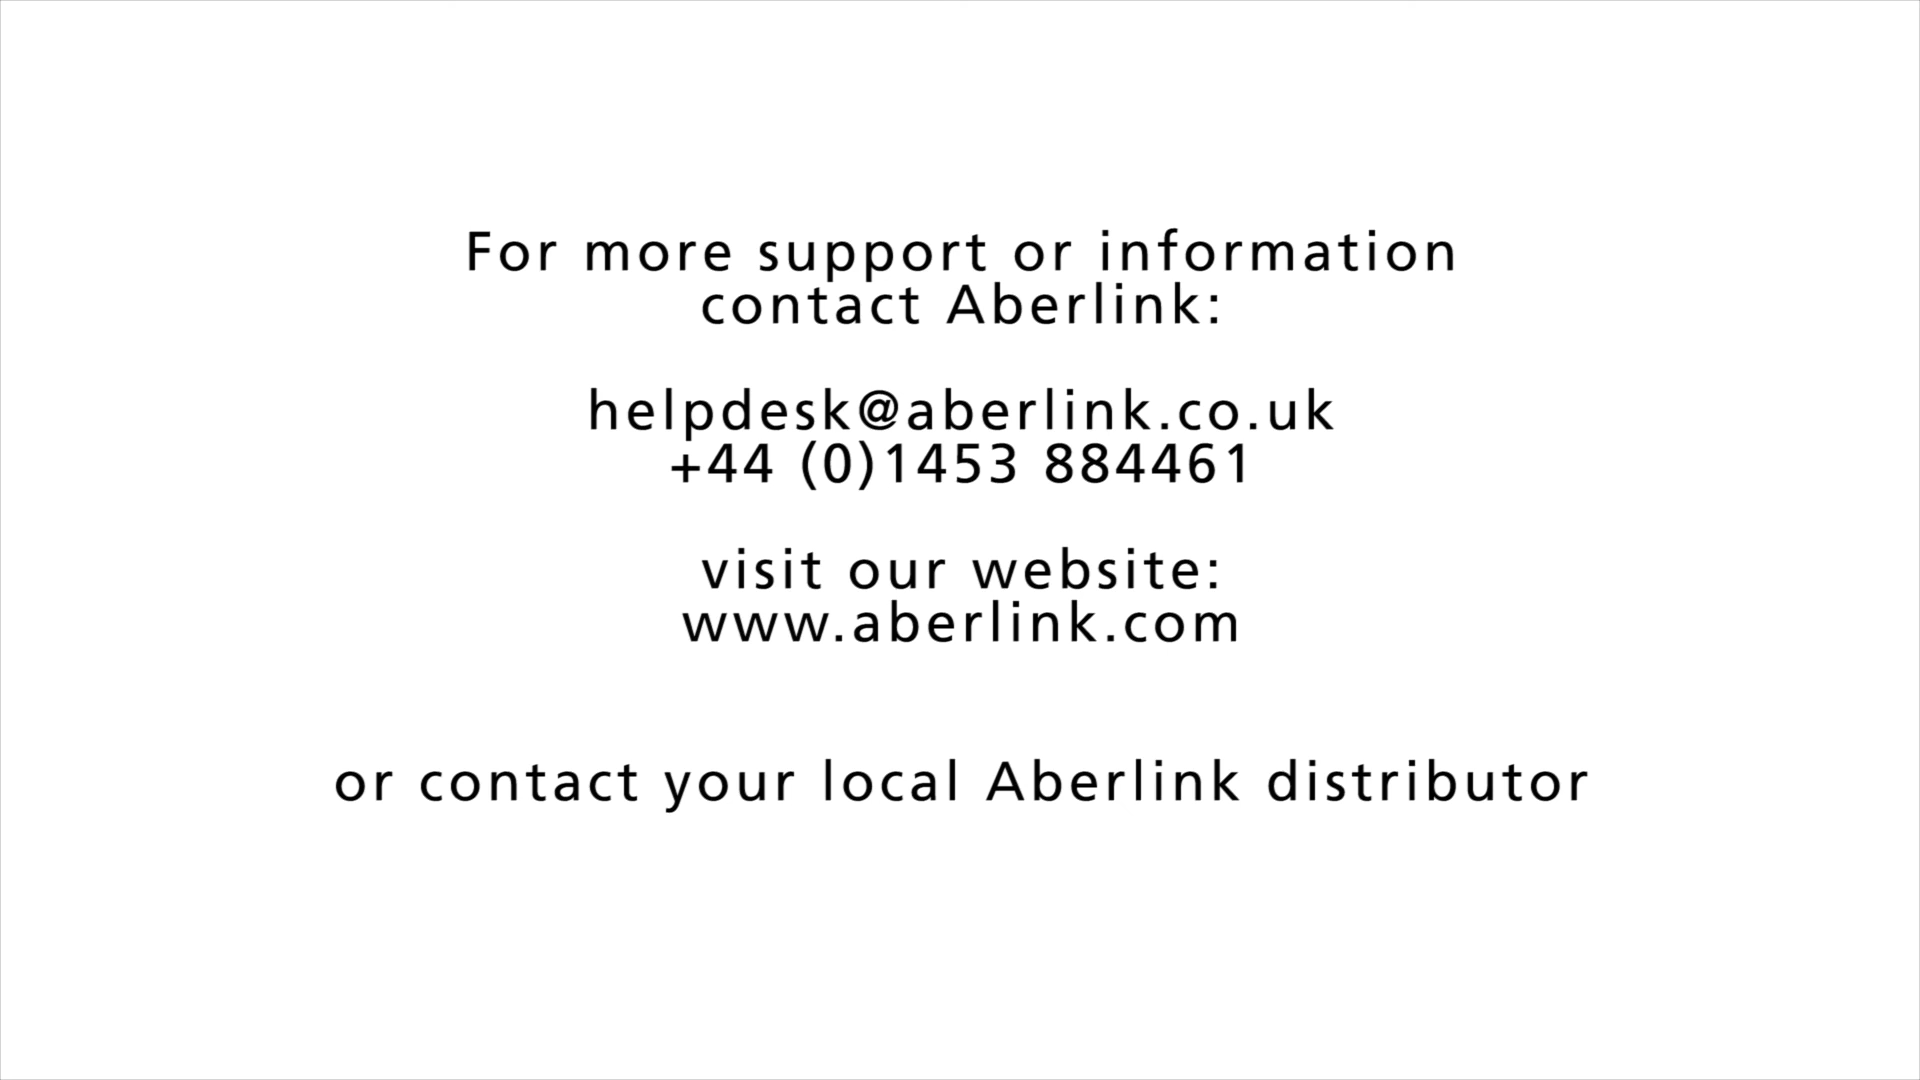 For more support or information
contact Aberlink:
helpdesk@aberlink.co.uk
+44 (0)1453 884461
visit our website:
www.aberlink.com
or contact your local Aberlink distributor